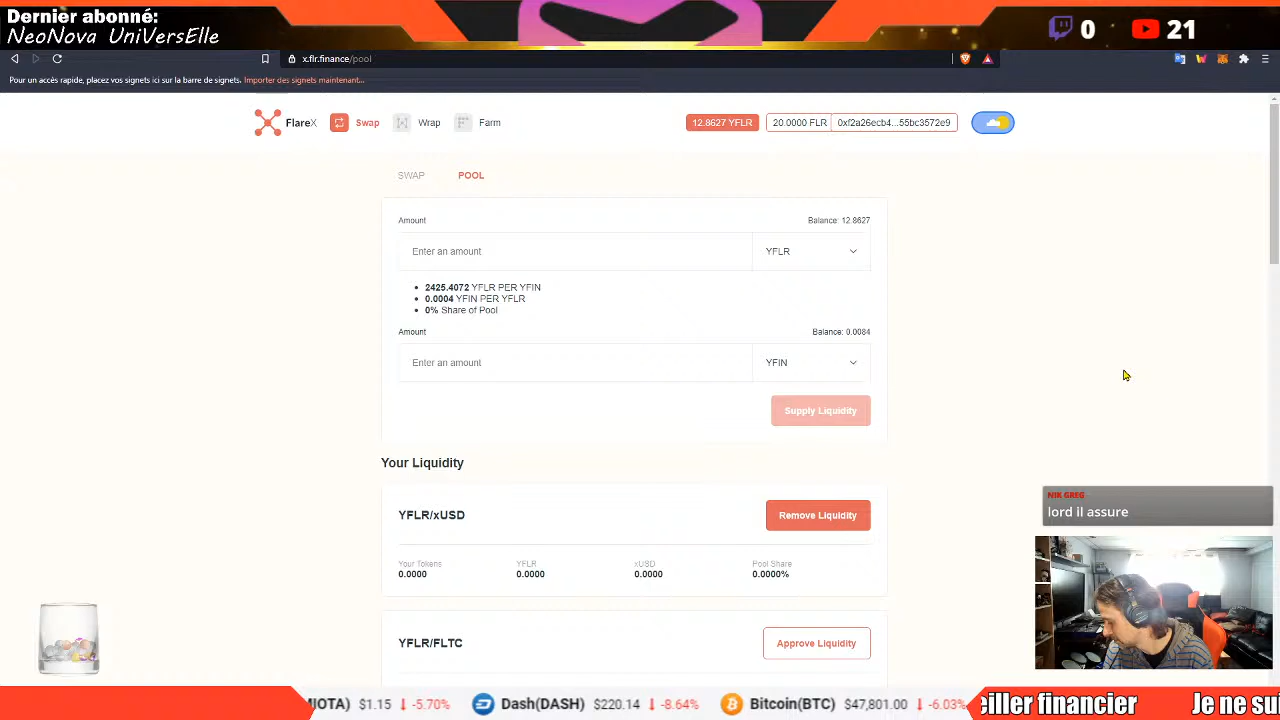 Dernier abonné:
NeoNova UniVersElle
0
21
x.flr.finance/pool
Pour un accès rapide, placez vos signets ici sur la barre de signets. Importer des signets maintenant...
FlareX
Swap
Wrap
Farm
12.8627 YFLR
20.0000 FLR
0xf2a26ecb4...55bc3572e9
SWAP
POOL
Amount
Balance: 12.8627
Enter an amount
YFLR
2425.4072 YFLR PER YFIN
0.0004 YFIN PER YFLR
0% Share of Pool
Amount
Balance: 0.0084
Enter an amount
YFIN
Supply Liquidity
Your Liquidity
YFLR/xUSD
Remove Liquidity
Your Tokens
YFLR
xUSD
Pool Share
0.0000
0.0000
0.0000
0.0000%
YFLR/FLTC
Approve Liquidity
NIK GREG
lord il assure
MIOTA) $1.15 ↓ -5.70% Dash(DASH) $220.14 ↓ -8.64% Bitcoin(BTC) $47,801.00 ↓ -6.03%
eiller financier Je ne sui